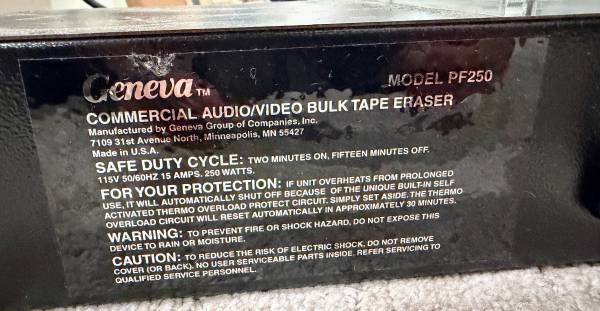 Geneva TM
MODEL PF250
COMMERCIAL AUDIO/VIDEO BULK TAPE ERASER
Manufactured by Geneva Group of Companies, Inc.
7109 31st Avenue North, Minneapolis, MN 55427
Made in U.S.A.
SAFE DUTY CYCLE: TWO MINUTES ON, FIFTEEN MINUTES OFF.
115V 50/60HZ 15 AMPS. 250 WATTS.
FOR YOUR PROTECTION: IF UNIT OVERHEATS FROM PROLONGED
USE, IT WILL AUTOMATICALLY SHUT OFF BECAUSE OF THE UNIQUE BUILT-IN SELF
ACTIVATED THERMO OVERLOAD PROTECT CIRCUIT. SIMPLY SET ASIDE. THE THERMO
OVERLOAD CIRCUIT WILL RESET AUTOMATICALLY IN APPROXIMATELY 30 MINUTES.
WARNING: TO PREVENT FIRE OR SHOCK HAZARD, DO NOT EXPOSE THIS
DEVICE TO RAIN OR MOISTURE.
CAUTION: TO REDUCE THE RISK OF ELECTRIC SHOCK, DO NOT REMOVE
COVER (OR BACK). NO USER SERVICEABLE PARTS INSIDE. REFER SERVICING TO
QUALIFIED SERVICE PERSONNEL.